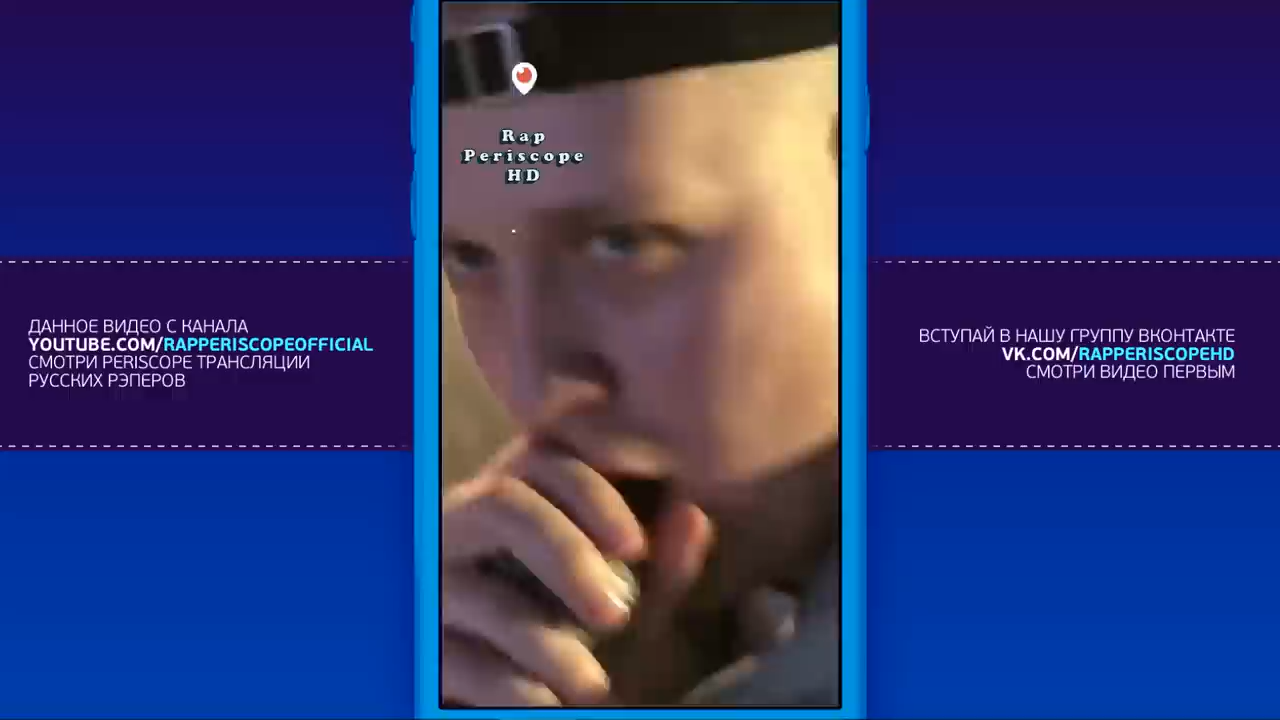 Rap
Periscope
HD
ДАННОЕ ВИДЕО С КАНАЛА
YOUTUBE.COM/RAPPERISCOPEOFFICIAL
СМОТРИ PERISCOPE ТРАНСЛЯЦИИ
РУССКИХ РЭПЕРОВ
ВСТУПАЙ В НАШУ ГРУППУ ВКОНТАКТЕ
VK.COM/RAPPERISCOPEHD
СМОТРИ ВИДЕО ПЕРВЫМ